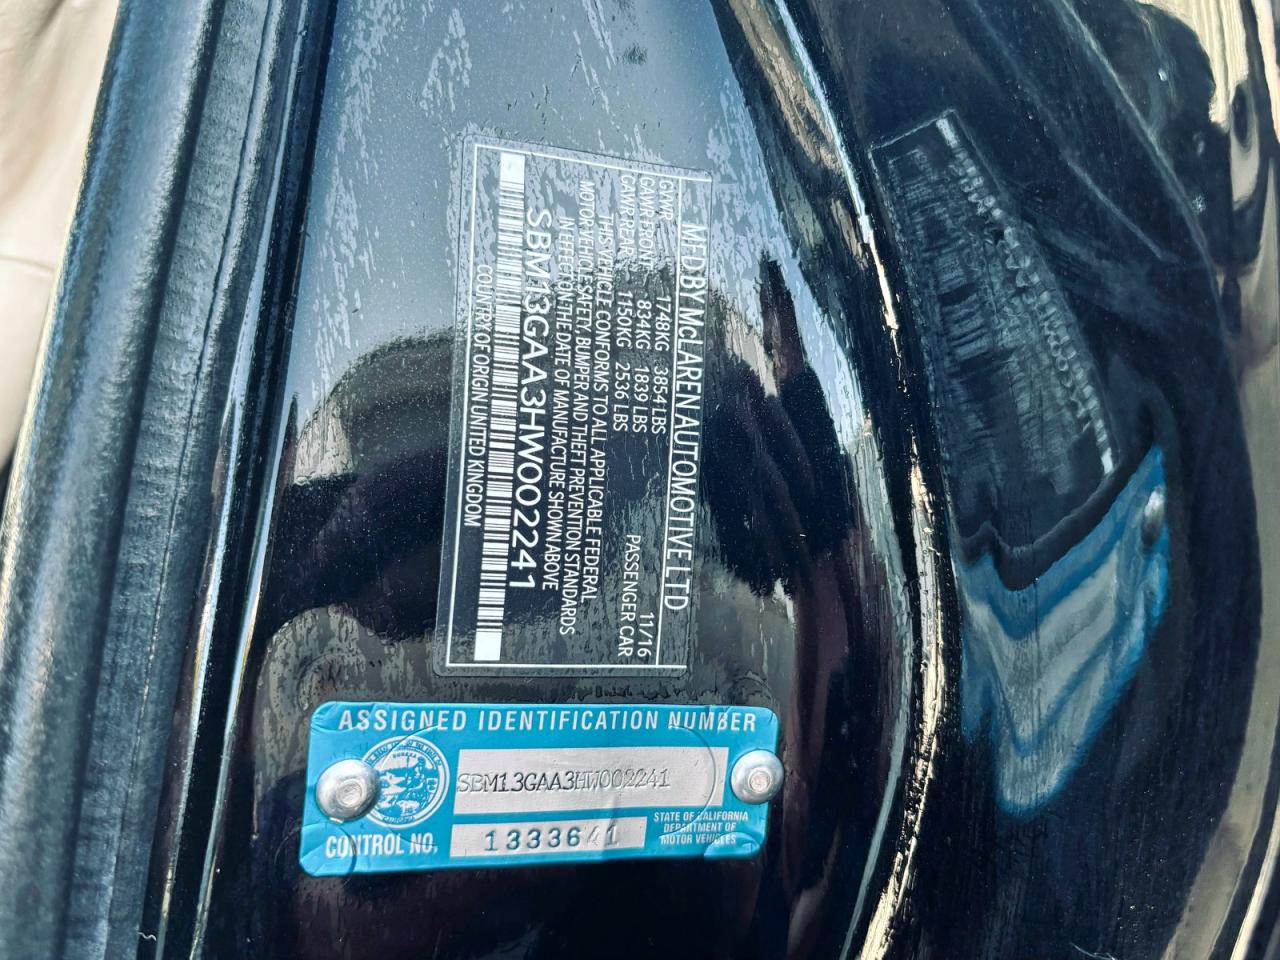 MFD BY McLAREN AUTOMOTIVE LTD
11/16
GVWR 1748KG 3854 LBS
GAWR FRONT 834KG 1839 LBS
GAWR REAR 1150KG 2536 LBS PASSENGER CAR
THIS VEHICLE CONFORMS TO ALL APPLICABLE FEDERAL
MOTOR VEHICLE SAFETY, BUMPER AND THEFT PREVENTION STANDARDS
IN EFFECT ON THE DATE OF MANUFACTURE SHOWN ABOVE
SBM13GAA3HW002241
COUNTRY OF ORIGIN UNITED KINGDOM
ASSIGNED IDENTIFICATION NUMBER
SBM13GAA3HW002241
CONTROL NO. 1333641
STATE OF CALIFORNIA
DEPARTMENT OF
MOTOR VEHICLES